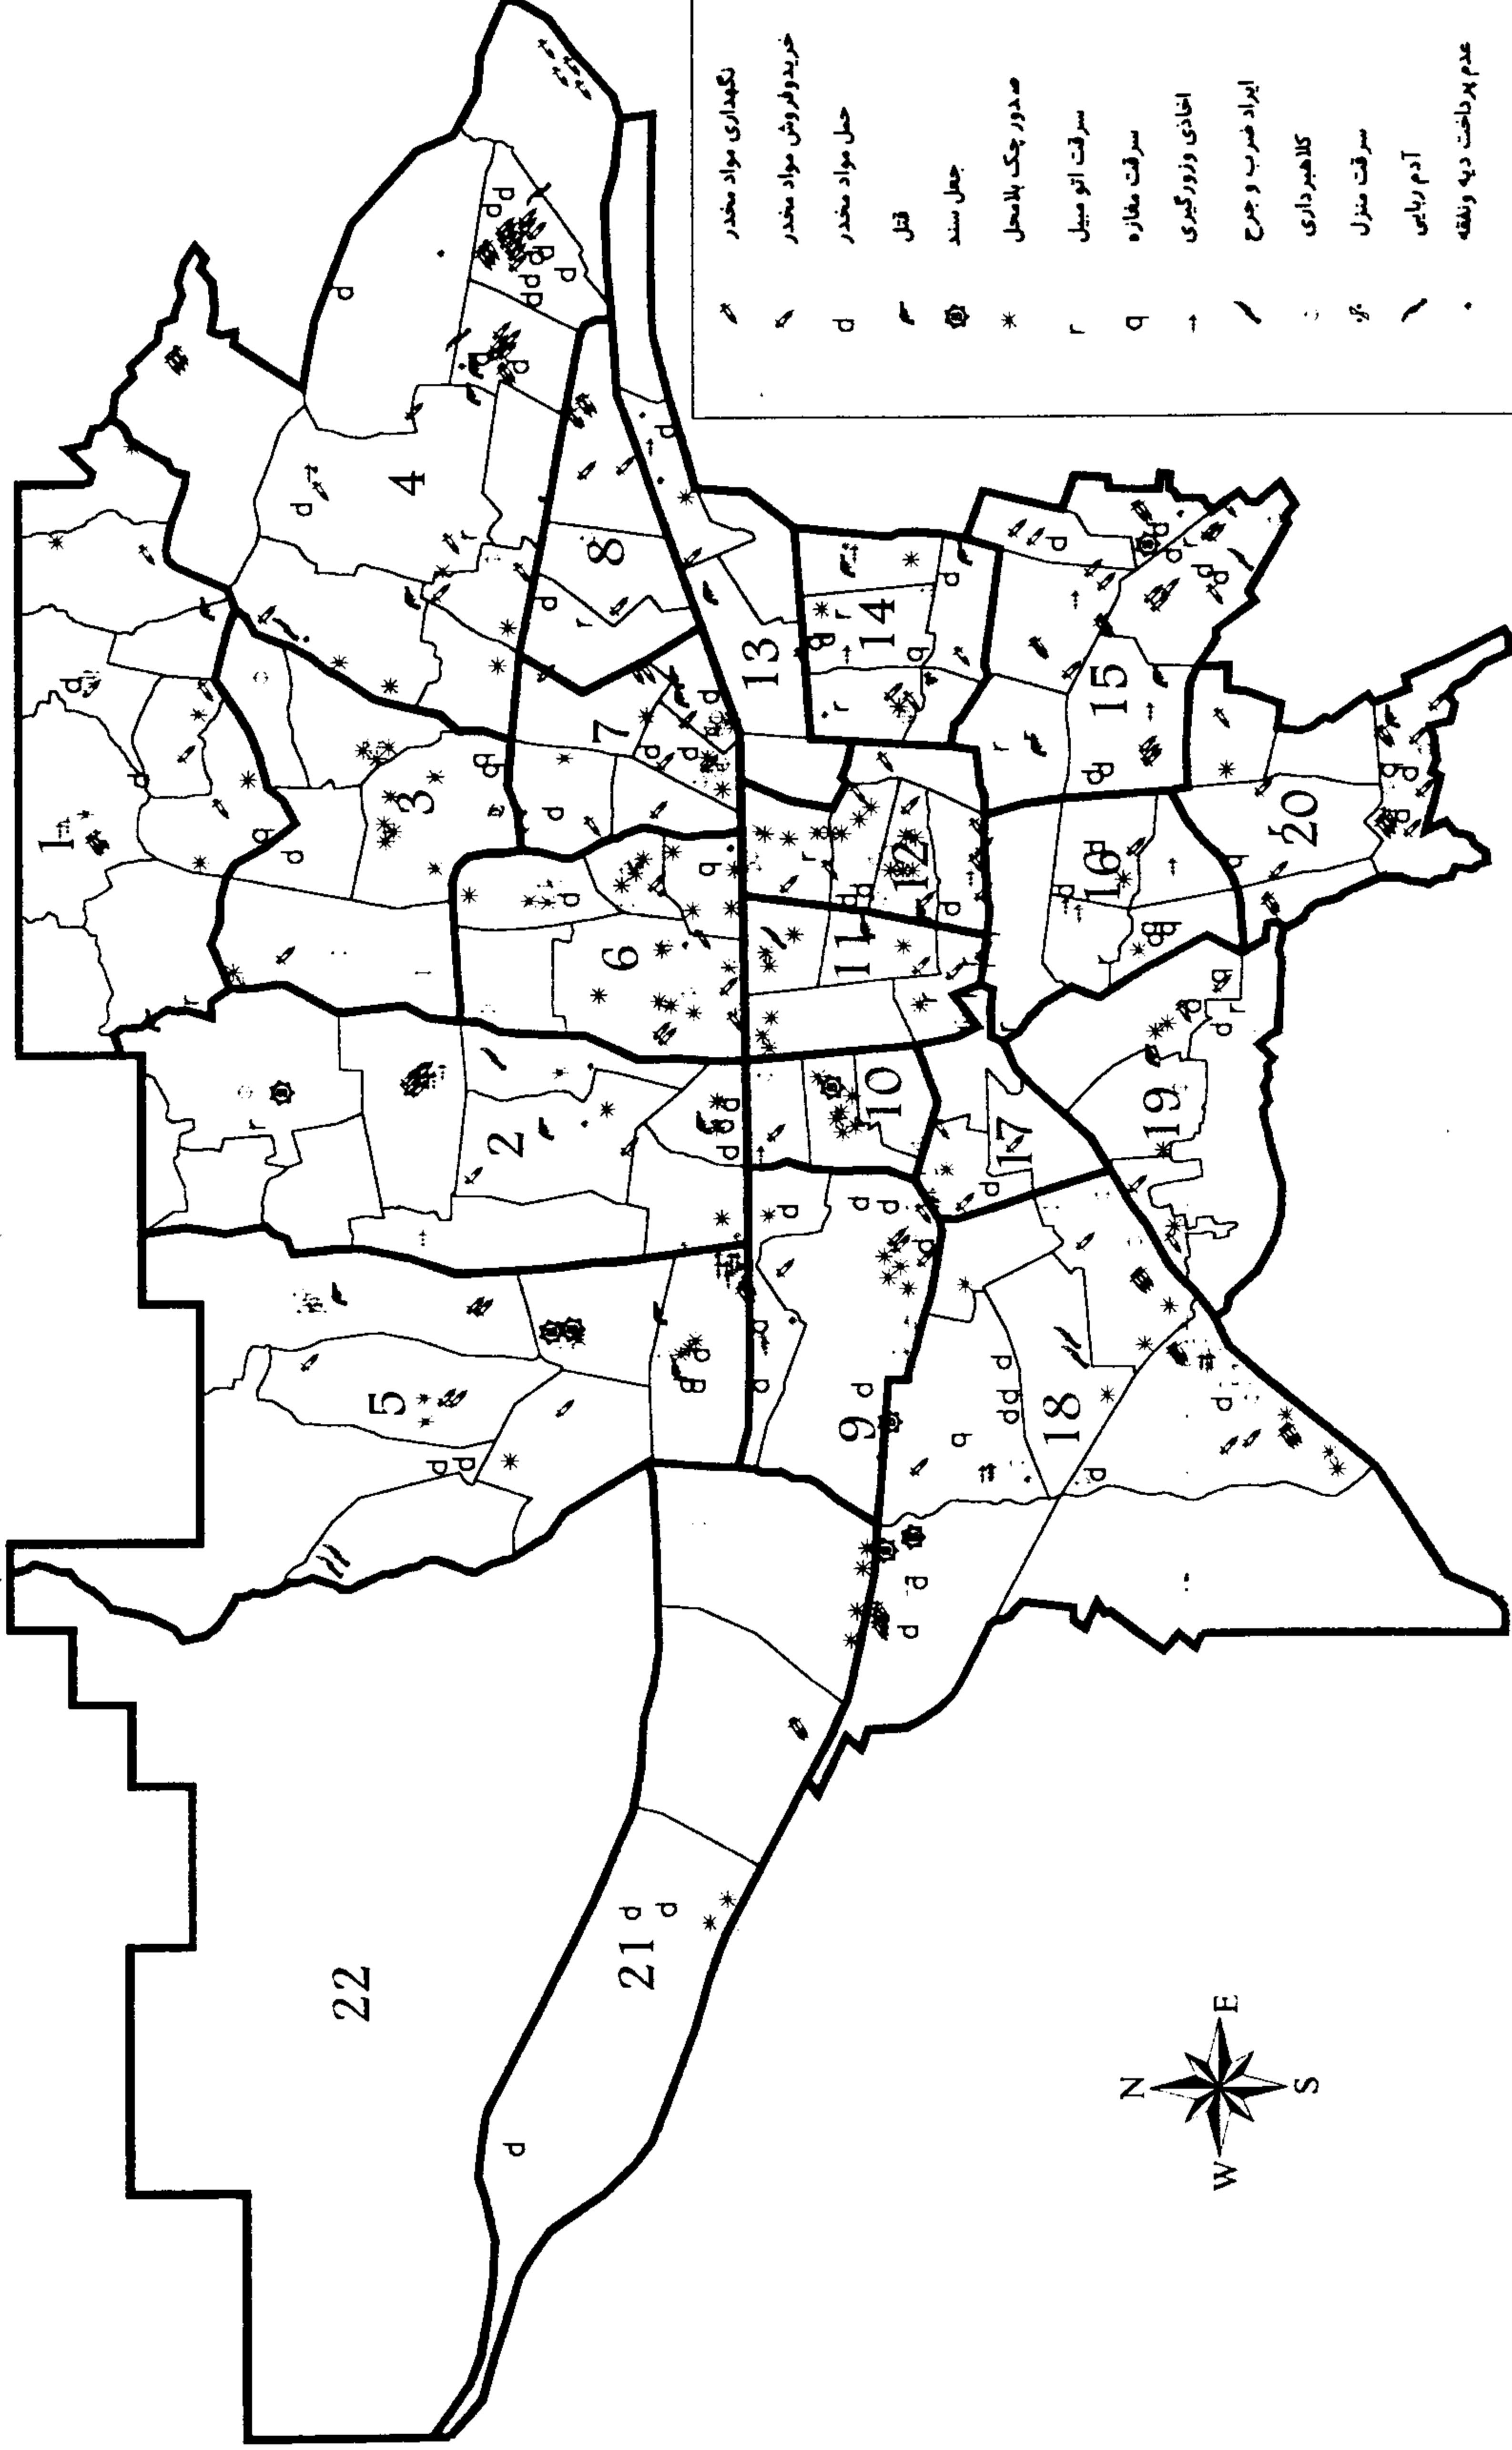 1
2
3
4
5
6
7
8
9
10
11
12
13
14
15
16
17
18
19
20
21
22
N
E
S
W
نگهداری مواد مخدر
خریدوفروش مواد مخدر
d حمل مواد مخدر
قتل
جعل سند
صدور چک بلامحل
r سرقت اتومبیل
q سرقت مغازه
اخاذی وزورگیری
ایراد ضرب و جرح
کلاهبرداری
سرقت منزل
آدم ربایی
عدم پرداخت دیه ونفقه